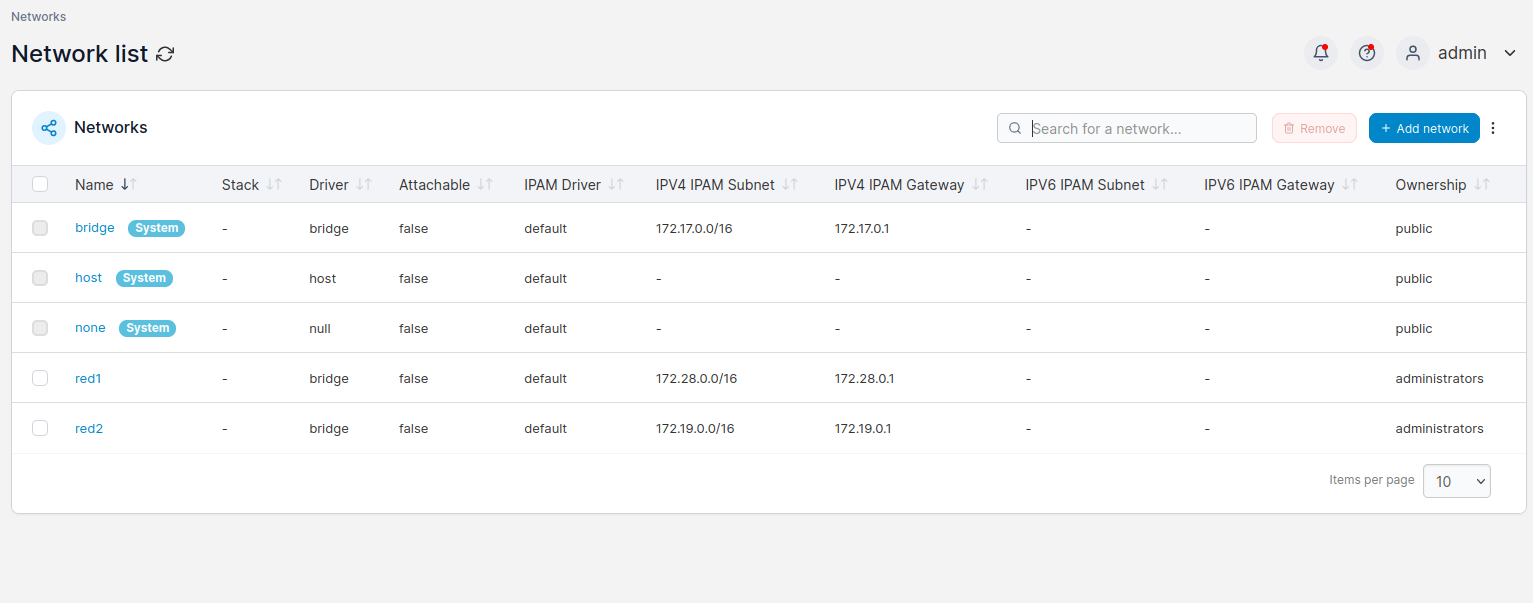 Networks
Network list
admin
Networks
Search for a network...
Remove
+ Add network
Name Stack Driver Attachable IPAM Driver IPV4 IPAM Subnet IPV4 IPAM Gateway IPV6 IPAM Subnet IPV6 IPAM Gateway Ownership
bridge System - bridge false default 172.17.0.0/16 172.17.0.1 - - public
host System - host false default - - - - public
none System - null false default - - - - public
red1 - bridge false default 172.28.0.0/16 172.28.0.1 - - administrators
red2 - bridge false default 172.19.0.0/16 172.19.0.1 - - administrators
Items per page 10